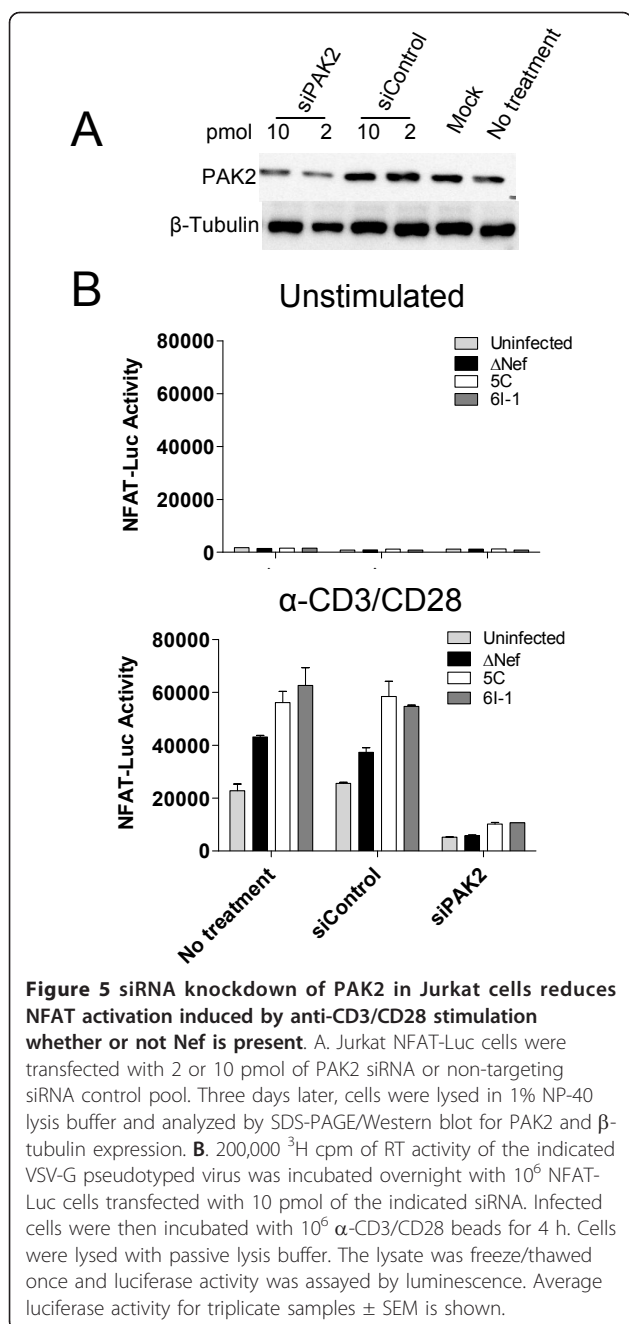 A
siPAK2
siControl
Mock
No treatment
pmol 10 2 10 2
PAK2
β-Tubulin
B
Unstimulated
NFAT-Luc Activity
80000
60000
40000
20000
0
Uninfected
ΔNef
5C
6I-1
α-CD3/CD28
NFAT-Luc Activity
80000
60000
40000
20000
0
Uninfected
ΔNef
5C
6I-1
No treatment
siControl
siPAK2
Figure 5 siRNA knockdown of PAK2 in Jurkat cells reduces
NFAT activation induced by anti-CD3/CD28 stimulation
whether or not Nef is present. A. Jurkat NFAT-Luc cells were
transfected with 2 or 10 pmol of PAK2 siRNA or non-targeting
siRNA control pool. Three days later, cells were lysed in 1% NP-40
lysis buffer and analyzed by SDS-PAGE/Western blot for PAK2 and β-
tubulin expression. B. 200,000 ³H cpm of RT activity of the indicated
VSV-G pseudotyped virus was incubated overnight with 10⁶ NFAT-
Luc cells transfected with 10 pmol of the indicated siRNA. Infected
cells were then incubated with 10⁶ α-CD3/CD28 beads for 4 h. Cells
were lysed with passive lysis buffer. The lysate was freeze/thawed
once and luciferase activity was assayed by luminescence. Average
luciferase activity for triplicate samples ± SEM is shown.